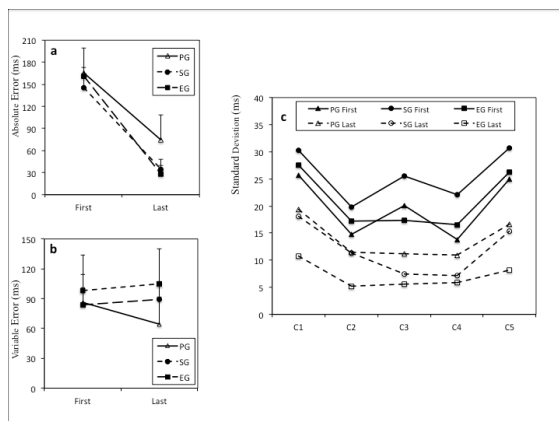 a
Absolute Error (ms)
210
180
150
120
90
60
30
0
PG
SG
EG
First
Last
b
Variable Error (ms)
150
120
90
60
30
0
PG
SG
EG
First
Last
c
Standard Devistion (ms)
40
35
30
25
20
15
10
5
0
PG First
SG First
EG First
PG Last
SG Last
EG Last
C1
C2
C3
C4
C5